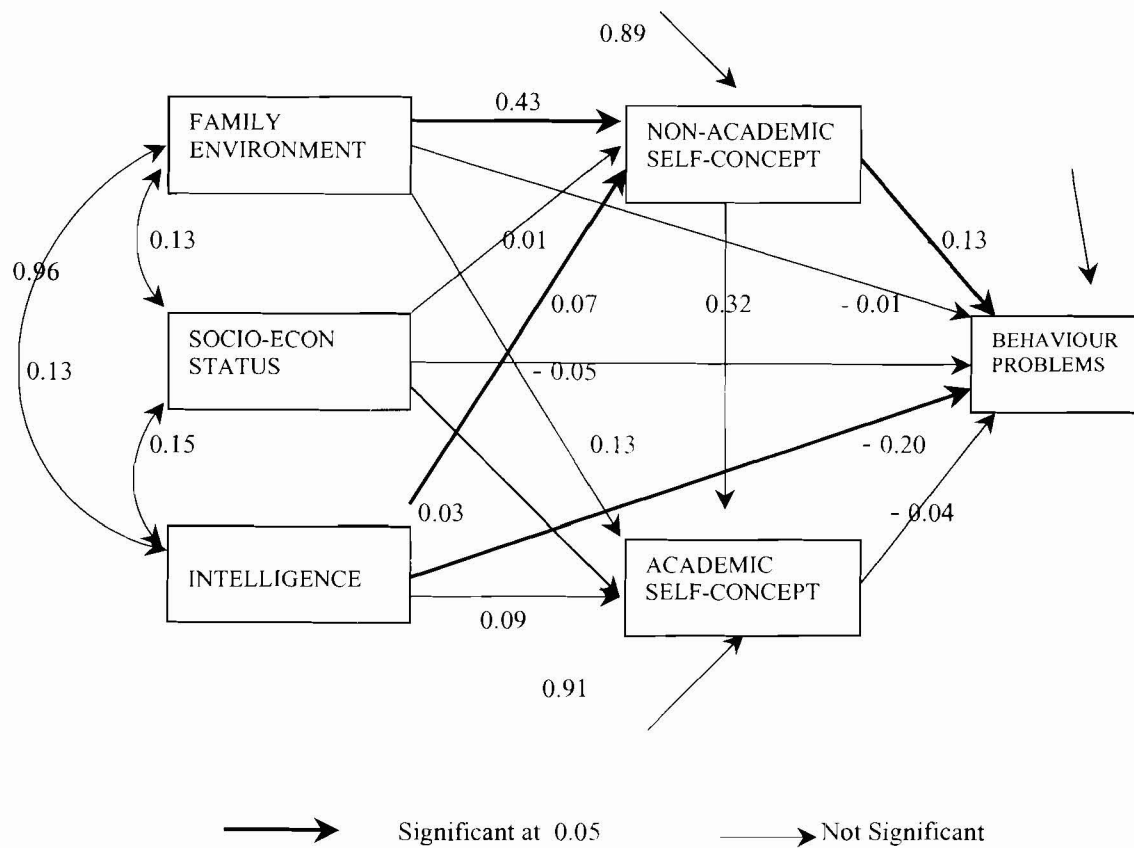 0.89
0.43
FAMILY
ENVIRONMENT
NON-ACADEMIC
SELF-CONCEPT
0.13
0.01
0.13
0.96
0.07
0.32
- 0.01
SOCIO-ECON
STATUS
BEHAVIOUR
PROBLEMS
0.13
- 0.05
0.15
0.13
- 0.20
0.03
- 0.04
INTELLIGENCE
ACADEMIC
SELF-CONCEPT
0.09
0.91
Significant at 0.05
Not Significant